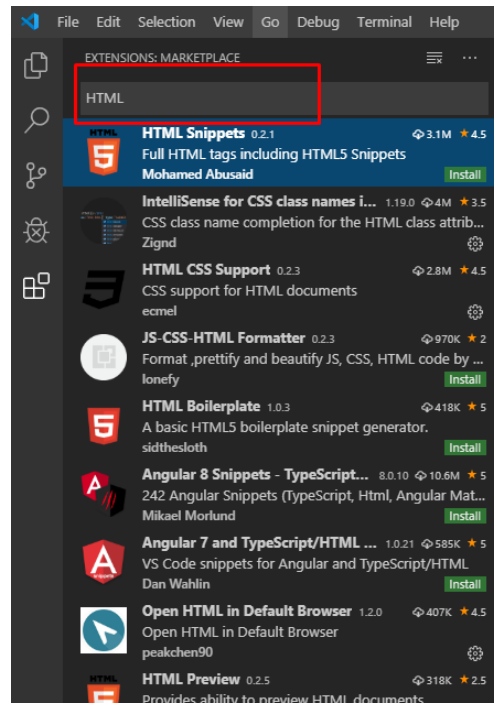 File Edit Selection View Go Debug Terminal Help
EXTENSIONS: MARKETPLACE
HTML
HTML Snippets 0.2.1 3.1M ★4.5
Full HTML tags including HTML5 Snippets
Mohamed Abusaid Install
IntelliSense for CSS class names i... 1.19.0 4M ★3.5
CSS class name completion for the HTML class attrib...
Zignd
HTML CSS Support 0.2.3 2.8M ★4.5
CSS support for HTML documents
ecmel
JS-CSS-HTML Formatter 0.2.3 970K ★2
Format ,prettify and beautify JS, CSS, HTML code by ...
lonefy Install
HTML Boilerplate 1.0.3 418K ★5
A basic HTML5 boilerplate snippet generator.
sidthesloth Install
Angular 8 Snippets - TypeScript... 8.0.10 10.6M ★5
242 Angular Snippets (TypeScript, Html, Angular Mat...
Mikael Morlund Install
Angular 7 and TypeScript/HTML ... 1.0.21 585K ★5
VS Code snippets for Angular and TypeScript/HTML
Dan Wahlin Install
Open HTML in Default Browser 1.2.0 407K ★4.5
Open HTML in Default Browser
peakchen90
HTML Preview 0.2.5 318K ★2.5
Provides ability to preview HTML documents